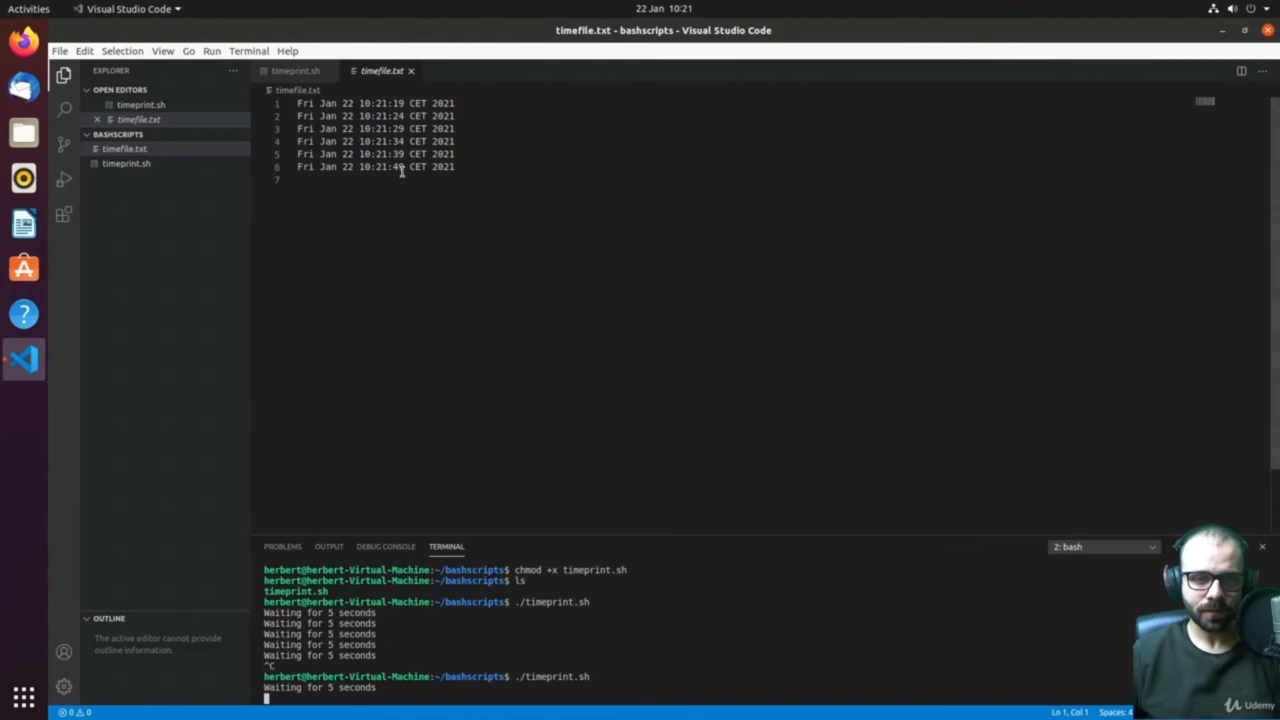 Activities
Visual Studio Code
22 Jan 10:21
timefile.txt - bashscripts - Visual Studio Code
File Edit Selection View Go Run Terminal Help
EXPLORER
OPEN EDITORS
timeprint.sh
timefile.txt
BASHSCRIPTS
timefile.txt
timeprint.sh
OUTLINE
The active editor cannot provide
outline information.
timeprint.sh
timefile.txt
timefile.txt
1 Fri Jan 22 10:21:19 CET 2021
2 Fri Jan 22 10:21:24 CET 2021
3 Fri Jan 22 10:21:29 CET 2021
4 Fri Jan 22 10:21:34 CET 2021
5 Fri Jan 22 10:21:39 CET 2021
6 Fri Jan 22 10:21:49 CET 2021
7
PROBLEMS OUTPUT DEBUG CONSOLE TERMINAL
2: bash
herbert@herbert-Virtual-Machine:~/bashscripts$ chmod +x timeprint.sh
herbert@herbert-Virtual-Machine:~/bashscripts$ ls
timeprint.sh
herbert@herbert-Virtual-Machine:~/bashscripts$ ./timeprint.sh
Waiting for 5 seconds
Waiting for 5 seconds
Waiting for 5 seconds
Waiting for 5 seconds
Waiting for 5 seconds
^C
herbert@herbert-Virtual-Machine:~/bashscripts$ ./timeprint.sh
Waiting for 5 seconds
0 0
Ln 1, Col 1 Spaces: 4
Udemy